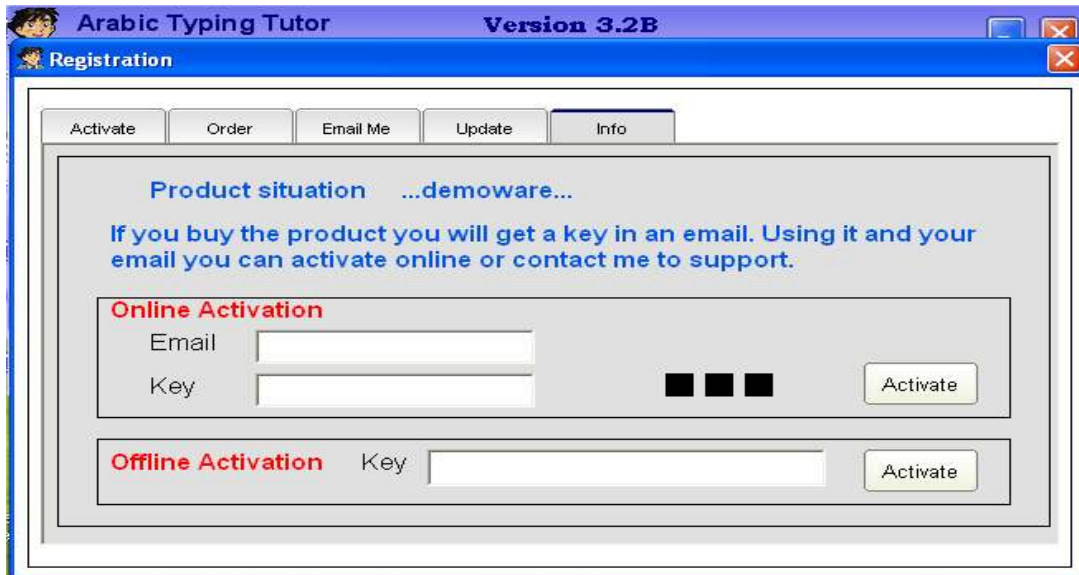 Arabic Typing Tutor Version 3.2B
Registration
Activate Order Email Me Update Info
Product situation ...demoware...
If you buy the product you will get a key in an email. Using it and your
email you can activate online or contact me to support.
Online Activation
Email
Key Activate
Offline Activation Key Activate